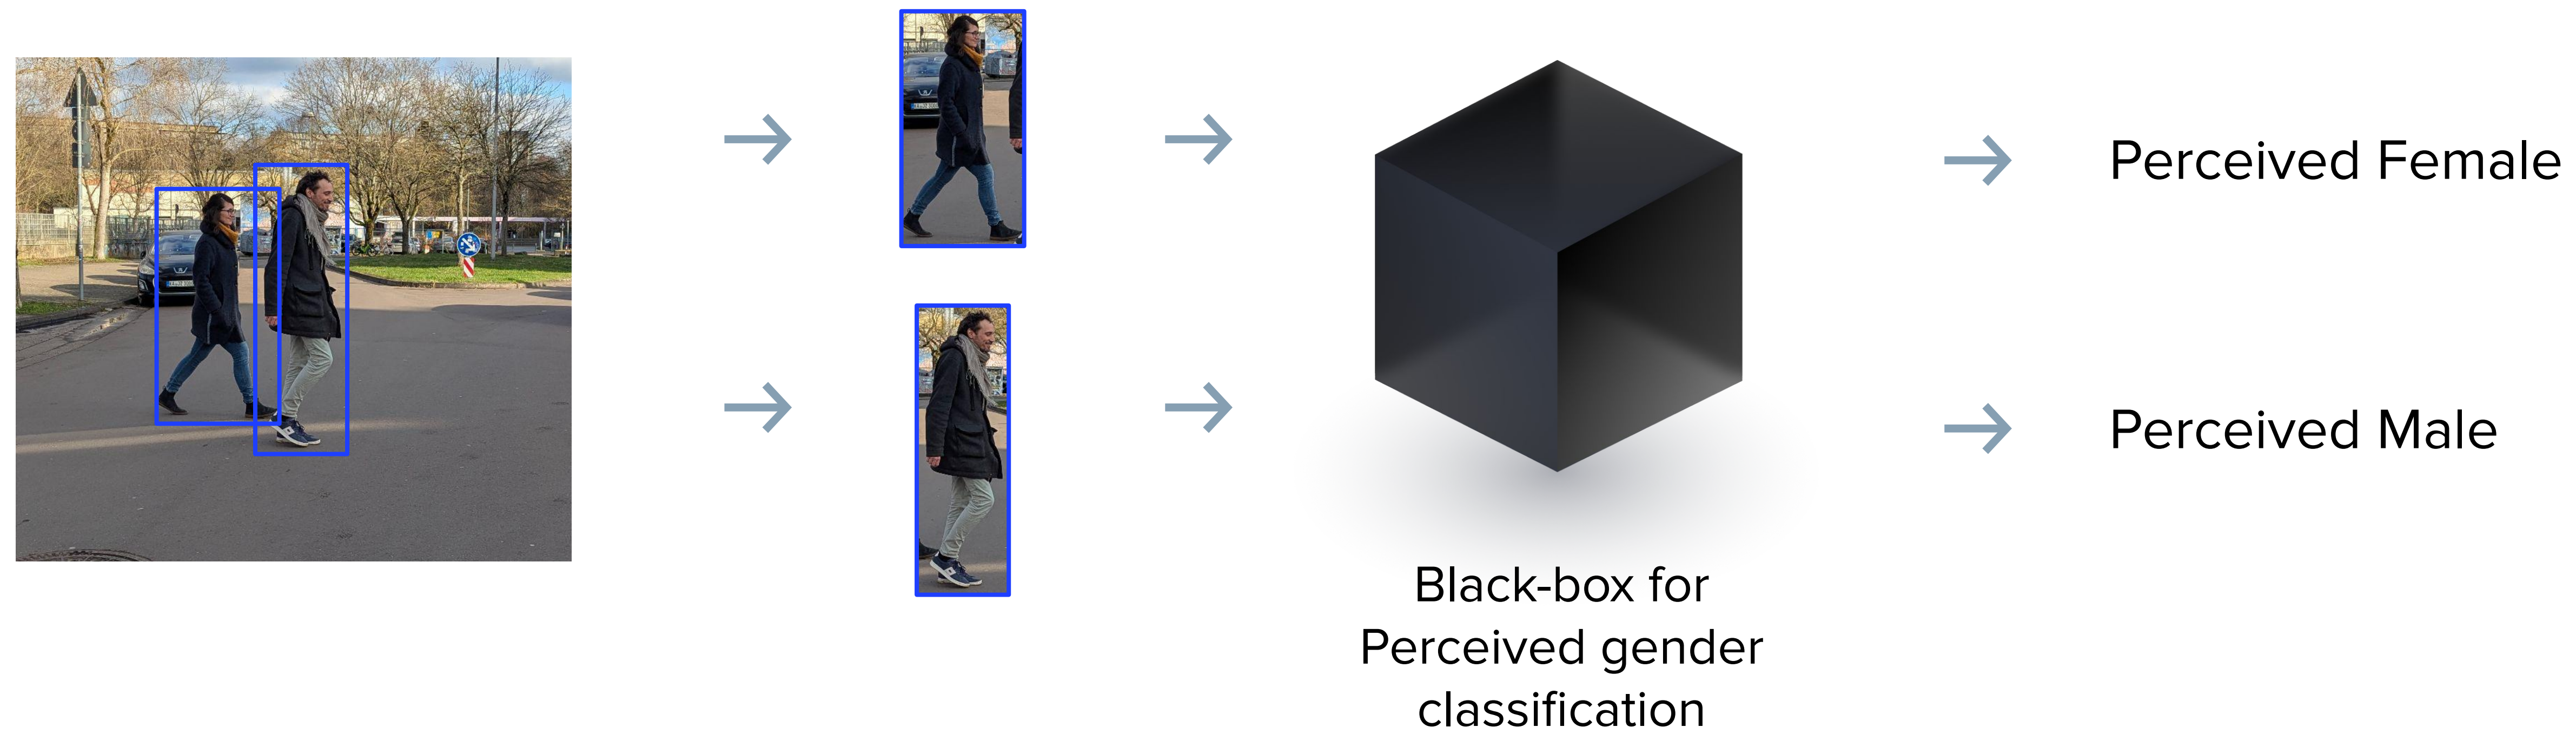 Perceived Female
Perceived Male
Black-box for
Perceived gender
classification